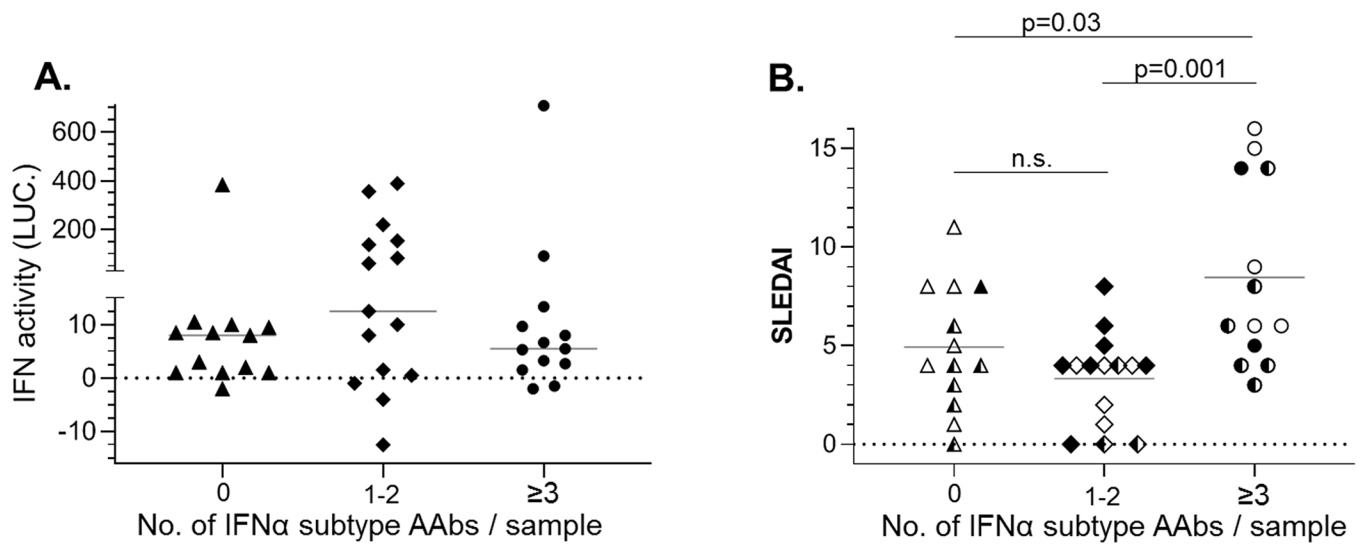 A.
IFN activity (LUC.)
600
400
200
10
0
-10
0
1-2
≥3
No. of IFNα subtype AAbs / sample
p=0.03
p=0.001
B.
n.s.
SLEDAI
15
10
5
0
0
1-2
≥3
No. of IFNα subtype AAbs / sample